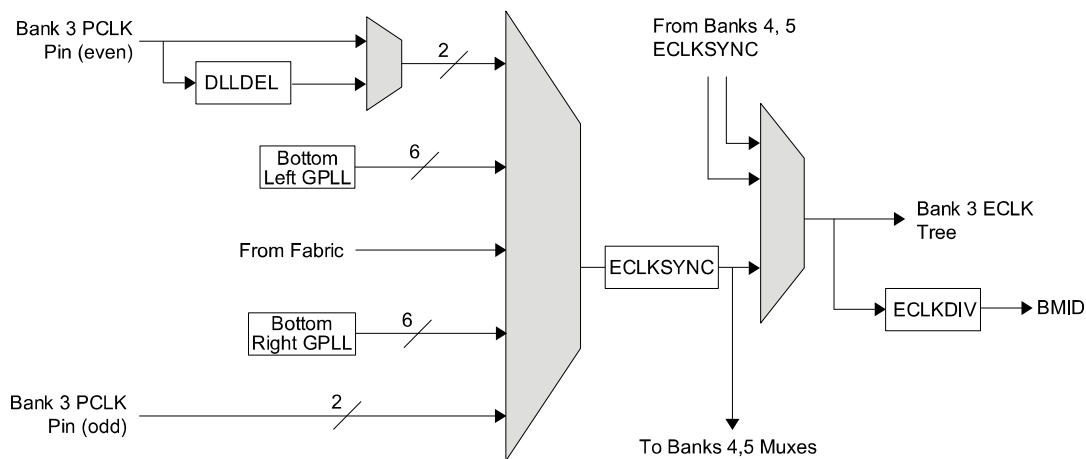 Bank 3 PCLK
Pin (even)
DLLDEL
2
From Banks 4, 5
ECLKSYNC
Bottom
Left GPLL
6
From Fabric
ECLKSYNC
Bank 3 ECLK
Tree
ECLKDIV
BMID
Bottom
Right GPLL
6
Bank 3 PCLK
Pin (odd)
2
To Banks 4,5 Muxes